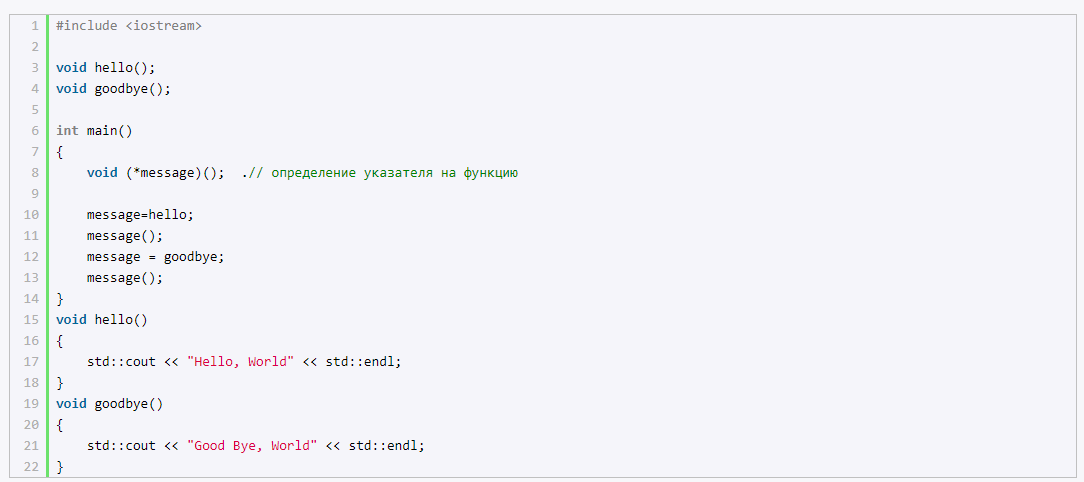 1 #include <iostream>
2
3 void hello();
4 void goodbye();
5
6 int main()
7 {
8     void (*message)();  .// определение указателя на функцию
9
10     message=hello;
11     message();
12     message = goodbye;
13     message();
14 }
15 void hello()
16 {
17     std::cout << "Hello, World" << std::endl;
18 }
19 void goodbye()
20 {
21     std::cout << "Good Bye, World" << std::endl;
22 }